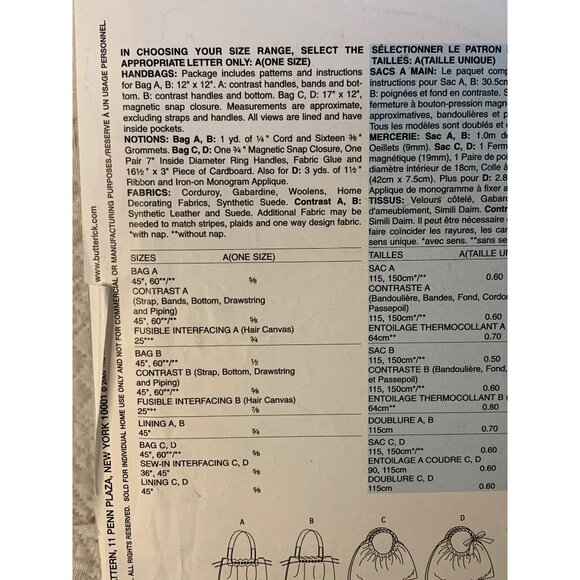 IN CHOOSING YOUR SIZE RANGE, SELECT THE
APPROPRIATE LETTER ONLY: A(ONE SIZE)
HANDBAGS: Package includes patterns and instructions
for Bag A, B: 12" x 12". A: contrast handles, bands and bot-
tom. B: contrast handles and bottom. Bag C, D: 17" x 12",
magnetic snap closure. Measurements are approximate,
excluding straps and handles. All views are lined and have
inside pockets.
NOTIONS: Bag A, B: 1 yd. of ¼" Cord and Sixteen ⅜"
Grommets. Bag C, D: One ¾" Magnetic Snap Closure, One
Pair 7" Inside Diameter Ring Handles, Fabric Glue and
16½" x 3" Piece of Cardboard. Also for D: 3 yds. of 1½"
Ribbon and Iron-on Monogram Applique.
FABRICS: Corduroy, Gabardine, Woolens, Home
Decorating Fabrics, Synthetic Suede. Contrast A, B:
Synthetic Leather and Suede. Additional Fabric may be
needed to match stripes, plaids and one way design fabric.
*with nap. **without nap.
SIZES A(ONE SIZE)
BAG A
45", 60"*/** ⅝
CONTRAST A
(Strap, Bands, Bottom, Drawstring
and Piping)
45", 60"*/** ⅝
FUSIBLE INTERFACING A (Hair Canvas)
25"** ¾
BAG B
45", 60"*/** ½
CONTRAST B (Strap, Bottom, Drawstring
and Piping)
45", 60"*/** ⅝
FUSIBLE INTERFACING B (Hair Canvas)
25"** ⅞
LINING A, B
45" ¾
BAG C, D
45", 60"*/** ⅝
SEW-IN INTERFACING C, D
36", 45" ⅝
LINING C, D
45" ⅝
SÉLECTIONNER LE PATRON
TAILLES: A(TAILLE UNIQUE)
SACS A MAIN: Le paquet comp
instructions pour Sac A, B: 30.5c
B: poignées et fond en contraste. S
fermeture à bouton-pression magn
approximatives, bandoulières et p
Tous les modèles sont doublés et
MERCERIE: Sac A, B: 1.0m d
Oeillets (9mm). Sac C, D: 1 Ferm
magnétique (19mm), 1 Paire de poi
diamètre intérieur de 18cm, Colle à
(42cm x 7.5cm). Plus pour D: 2.8
Applique de monogramme à fixer a
TISSUS: Velours côtelé, Gabar
d'ameublement, Simili Daim. Contr
Daim. Il peut être nécessaire d
faire coïncider les rayures, les car
sens unique. *avec sens. **sans se
TAILLES A(TAILLE U
SAC A
115, 150cm*/** 0.60
CONTRASTE A
(Bandoulière, Bandes, Fond, Cordon
Passepoil)
115, 150cm*/** 0.60
ENTOILAGE THERMOCOLLANT A
64cm** 0.70
SAC B
115, 150cm*/** 0.50
CONTRASTE B (Bandoulière, Fond,
et Passepoil)
115, 150cm*/** 0.60
ENTOILAGE THERMOCOLLANT B
64cm** 0.80
DOUBLURE A, B
115cm 0.70
SAC C, D
115, 150cm*/** 0.60
ENTOILAGE A COUDRE C, D
90, 115cm 0.60
DOUBLURE C, D
115cm 0.60
A B C D
www.butterick.com
ATTERN, 11 PENN PLAZA, NEW YORK 10001
SOLD FOR INDIVIDUAL HOME USE ONLY AND NOT FOR COMMERCIAL OR MANUFACTURING PURPOSES./RESERVÉ À UN USAGE PERSONNEL.